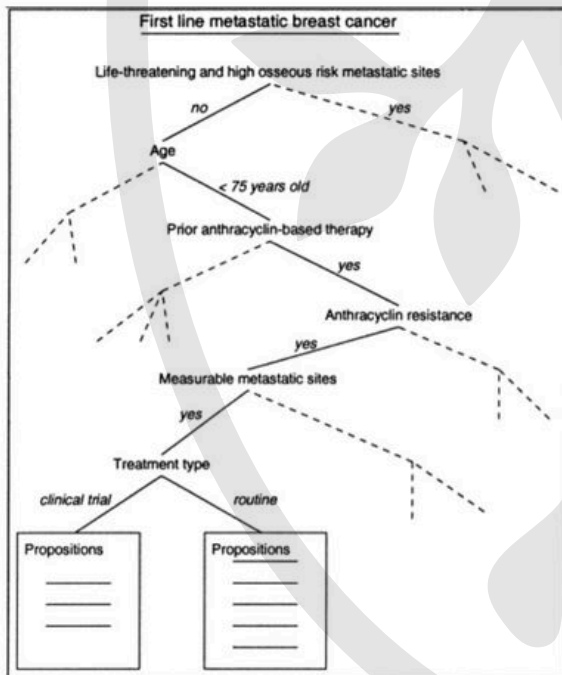 First line metastatic breast cancer
Life-threatening and high osseous risk metastatic sites
no
yes
Age
< 75 years old
Prior anthracyclin-based therapy
yes
Anthracyclin resistance
yes
Measurable metastatic sites
yes
Treatment type
clinical trial
routine
Propositions
Propositions